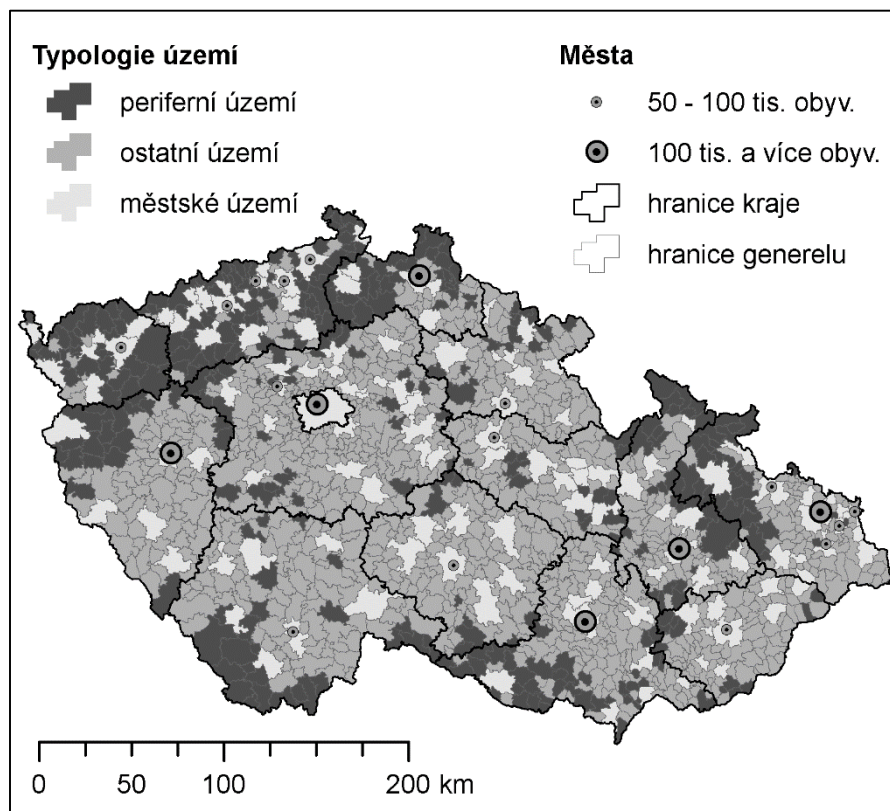 Typologie území
periferní území
ostatní území
městské území
Města
50 - 100 tis. obyv.
100 tis. a více obyv.
hranice kraje
hranice generelu
0 50 100 200 km